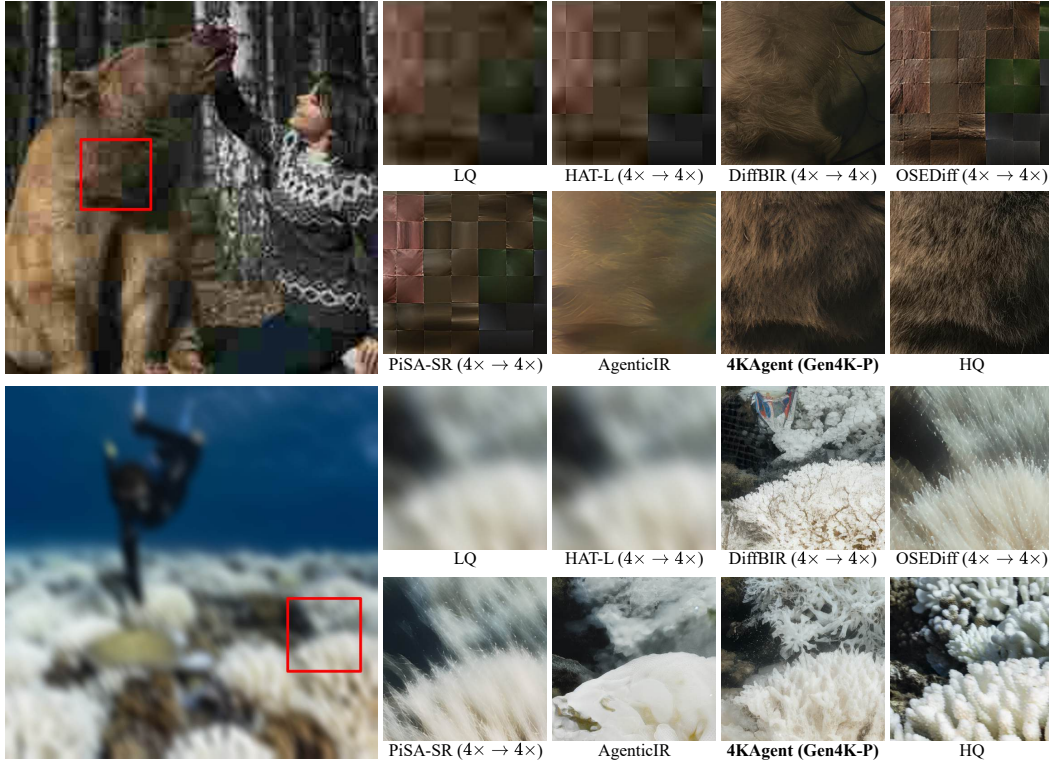 LQ
HAT-L (4× → 4×)
DiffBIR (4× → 4×)
OSEDiff (4× → 4×)
PiSA-SR (4× → 4×)
AgenticIR
4KAgent (Gen4K-P)
HQ
LQ
HAT-L (4× → 4×)
DiffBIR (4× → 4×)
OSEDiff (4× → 4×)
PiSA-SR (4× → 4×)
AgenticIR
4KAgent (Gen4K-P)
HQ